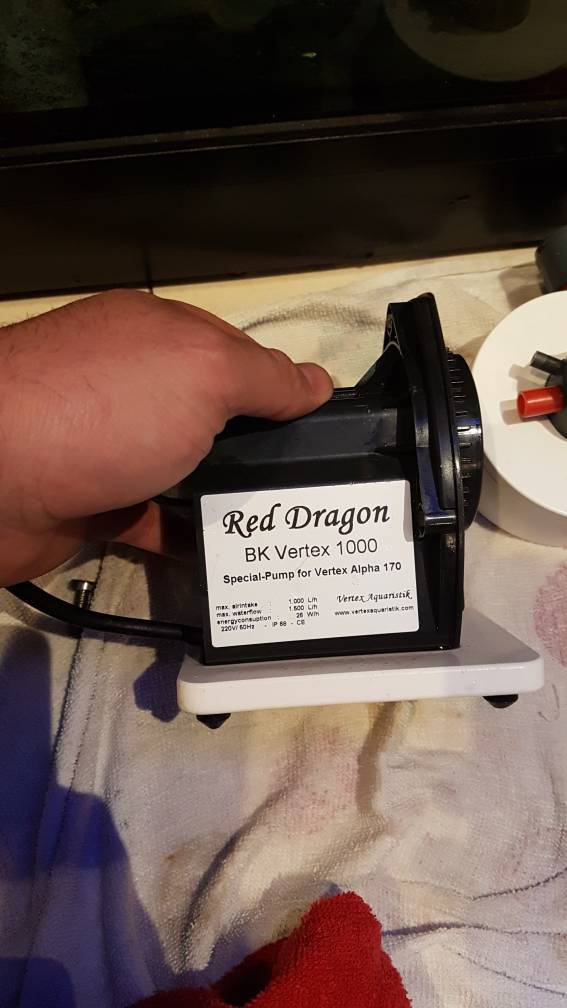 Red Dragon
BK Vertex 1000
Special-Pump for Vertex Alpha 170
max. airintake : 1.000 L/h
max. waterflow : 1.500 L/h
energyconsuption : 26 W/h
220V/ 50Hz - IP 68 - CE
Vertex Aquaristik
www.vertexaquaristik.com